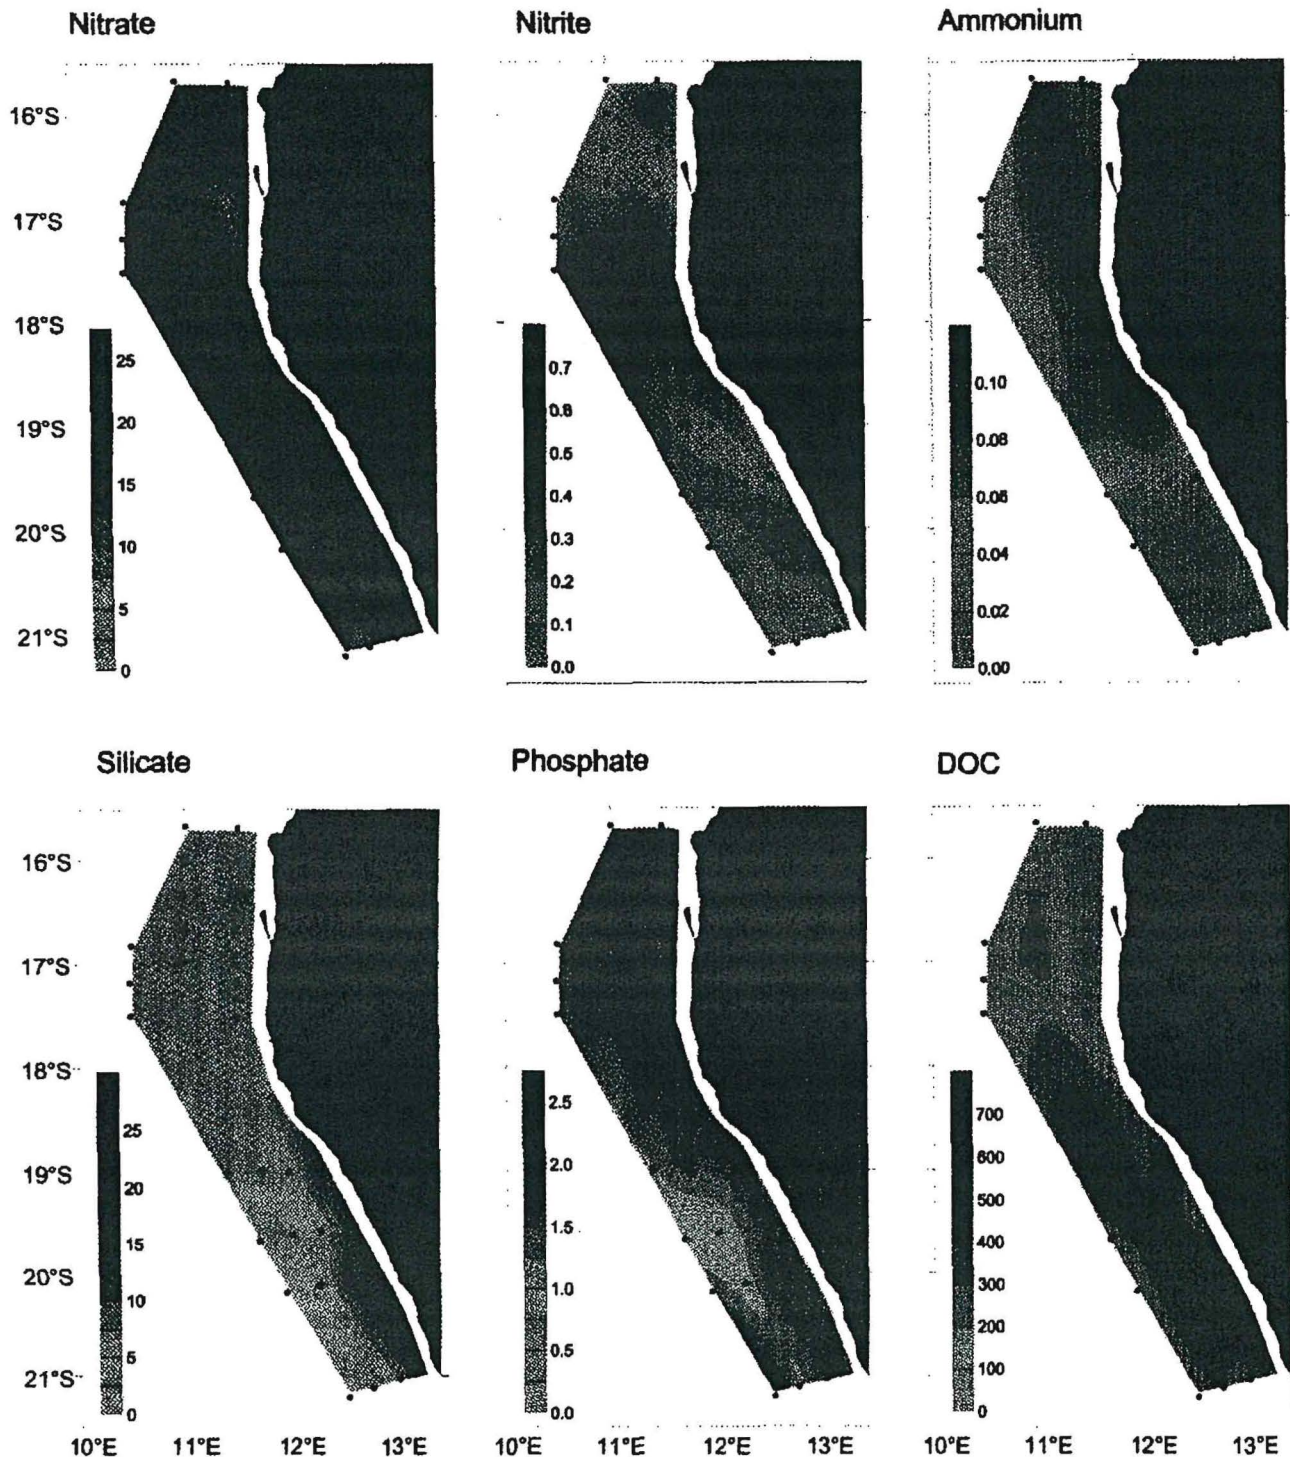 Nitrate
Nitrite
Ammonium
16°S
17°S
18°S
19°S
20°S
21°S
25
20
15
10
5
0
0.7
0.8
0.5
0.4
0.3
0.2
0.1
0.0
0.10
0.08
0.06
0.04
0.02
0.00
Silicate
Phosphate
DOC
16°S
17°S
18°S
19°S
20°S
21°S
25
20
15
10
5
0
2.5
2.0
1.5
1.0
0.5
0.0
700
600
500
400
300
200
100
0
10°E 11°E 12°E 13°E 10°E 11°E 12°E 13°E 10°E 11°E 12°E 13°E